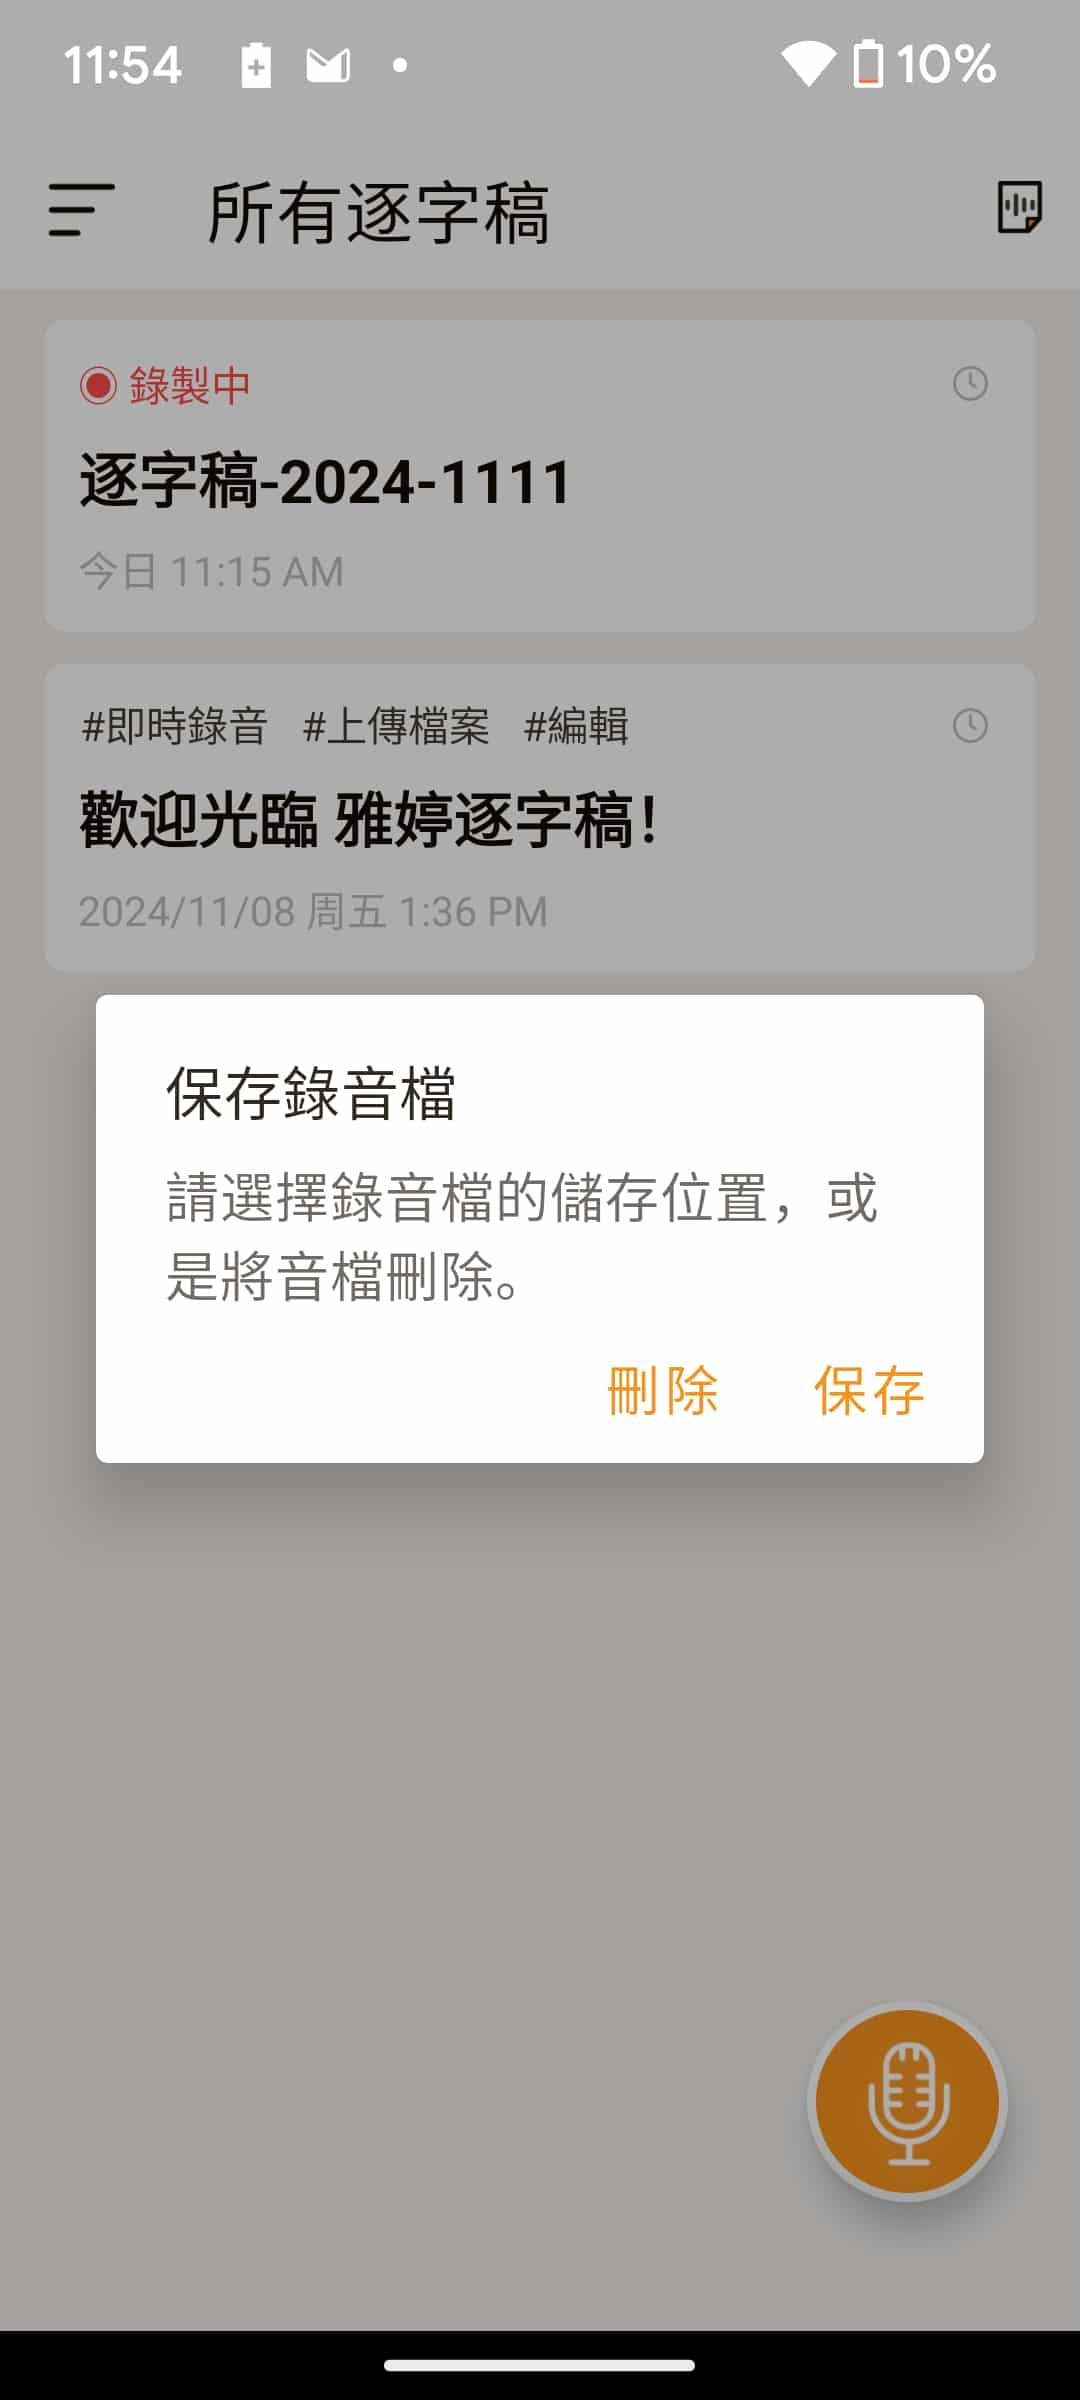 11:54
10%
所有逐字稿
錄製中
逐字稿-2024-1111
今日 11:15 AM
#即時錄音 #上傳檔案 #編輯
歡迎光臨 雅婷逐字稿!
2024/11/08 周五 1:36 PM
保存錄音檔
請選擇錄音檔的儲存位置，或
是將音檔刪除。
刪除 保存